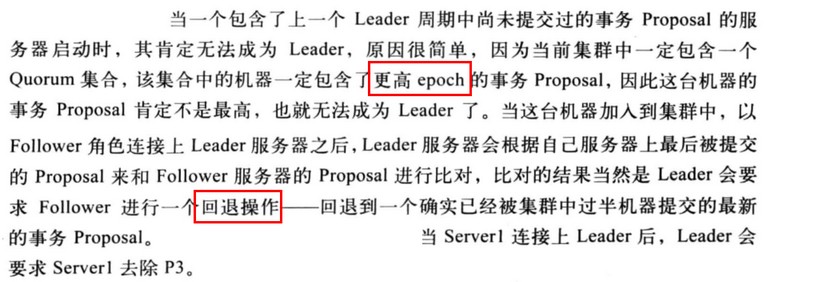 当一个包含了上一个 Leader 周期中尚未提交过的事务 Proposal 的服
务器启动时，其肯定无法成为 Leader，原因很简单，因为当前集群中一定包含一个
Quorum 集合，该集合中的机器一定包含了更高 epoch 的事务 Proposal，因此这台机器的
事务 Proposal 肯定不是最高，也就无法成为 Leader 了。当这台机器加入到集群中，以
Follower 角色连接上 Leader 服务器之后，Leader 服务器会根据自己服务器上最后被提交
的 Proposal 来和 Follower 服务器的 Proposal 进行比对，比对的结果当然是 Leader 会要
求 Follower 进行一个回退操作——回退到一个确实已经被集群中过半机器提交的最新
的事务 Proposal。 当 Server1 连接上 Leader 后，Leader 会
要求 Server1 去除 P3。